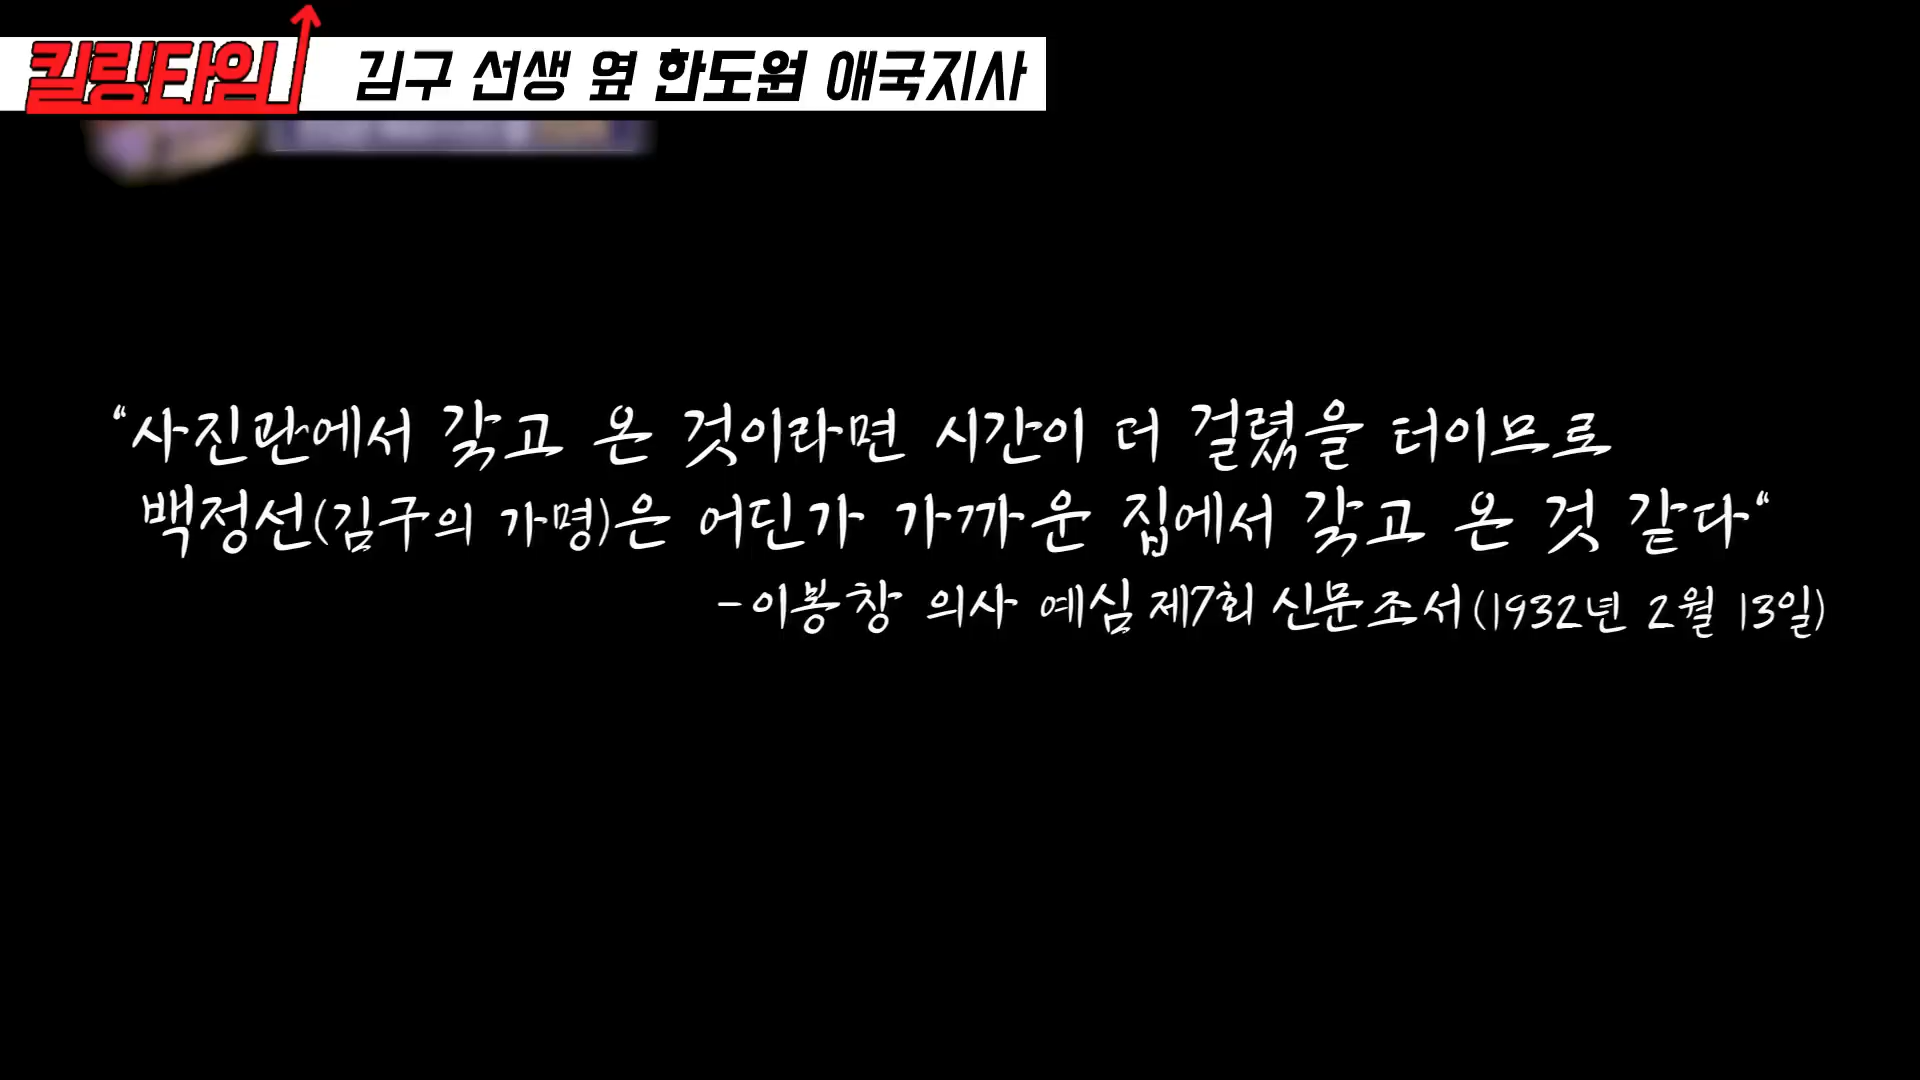 킬링타임
김구 선생 옆 한도원 애국지사
“사진관에서 갖고 온 것이라면 시간이 더 걸렸을 터이므로
백정선(김구의 가명)은 어딘가 가까운 집에서 갖고 온 것 같다“
-이봉창 의사 예심 제7회 신문조서(1932년 2월 13일)